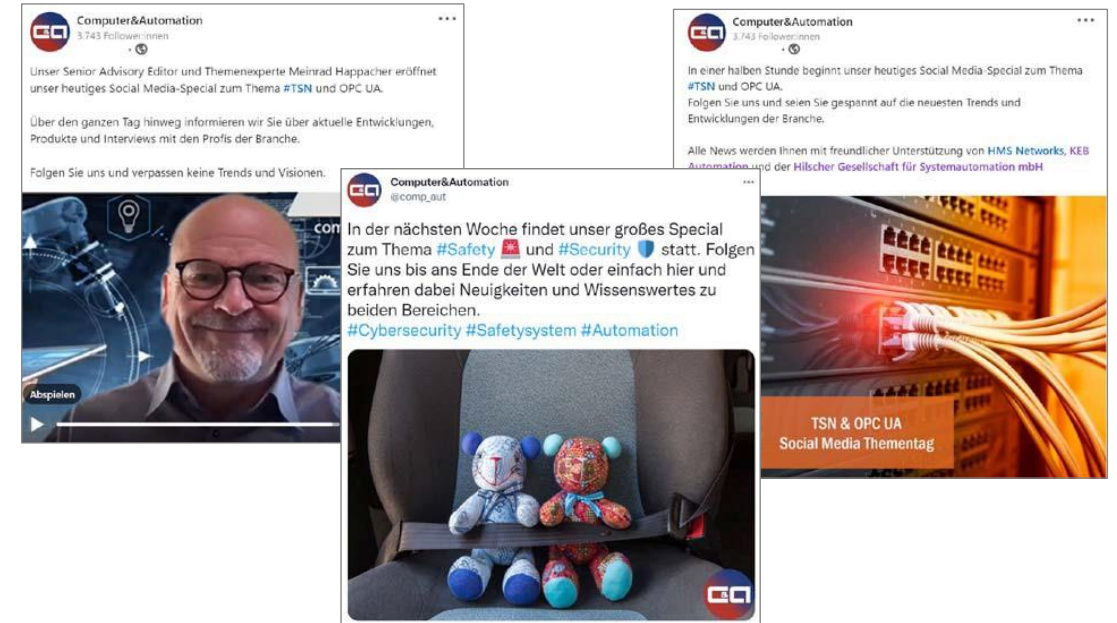 Computer&Automation
3.743 Follower:innen
Unser Senior Advisory Editor und Themenexperte Meinrad Happacher eröffnet
unser heutiges Social Media-Special zum Thema #TSN und OPC UA.
Über den ganzen Tag hinweg informieren wir Sie über aktuelle Entwicklungen,
Produkte und Interviews mit den Profis der Branche.
Folgen Sie uns und verpassen keine Trends und Visionen.
com
Abspielen
Computer&Automation
@comp_aut
In der nächsten Woche findet unser großes Special
zum Thema #Safety 🚨 und #Security 🛡️ statt. Folgen
Sie uns bis ans Ende der Welt oder einfach hier und
erfahren dabei Neuigkeiten und Wissenswertes zu
beiden Bereichen.
#Cybersecurity #Safetysystem #Automation
C&A
Computer&Automation
3.743 Follower:innen
In einer halben Stunde beginnt unser heutiges Social Media-Special zum Thema
#TSN und OPC UA.
Folgen Sie uns und seien Sie gespannt auf die neuesten Trends und
Entwicklungen der Branche.
Alle News werden Ihnen mit freundlicher Unterstützung von HMS Networks, KEB
Automation und der Hilscher Gesellschaft für Systemautomation mbH
TSN & OPC UA
Social Media Thementag